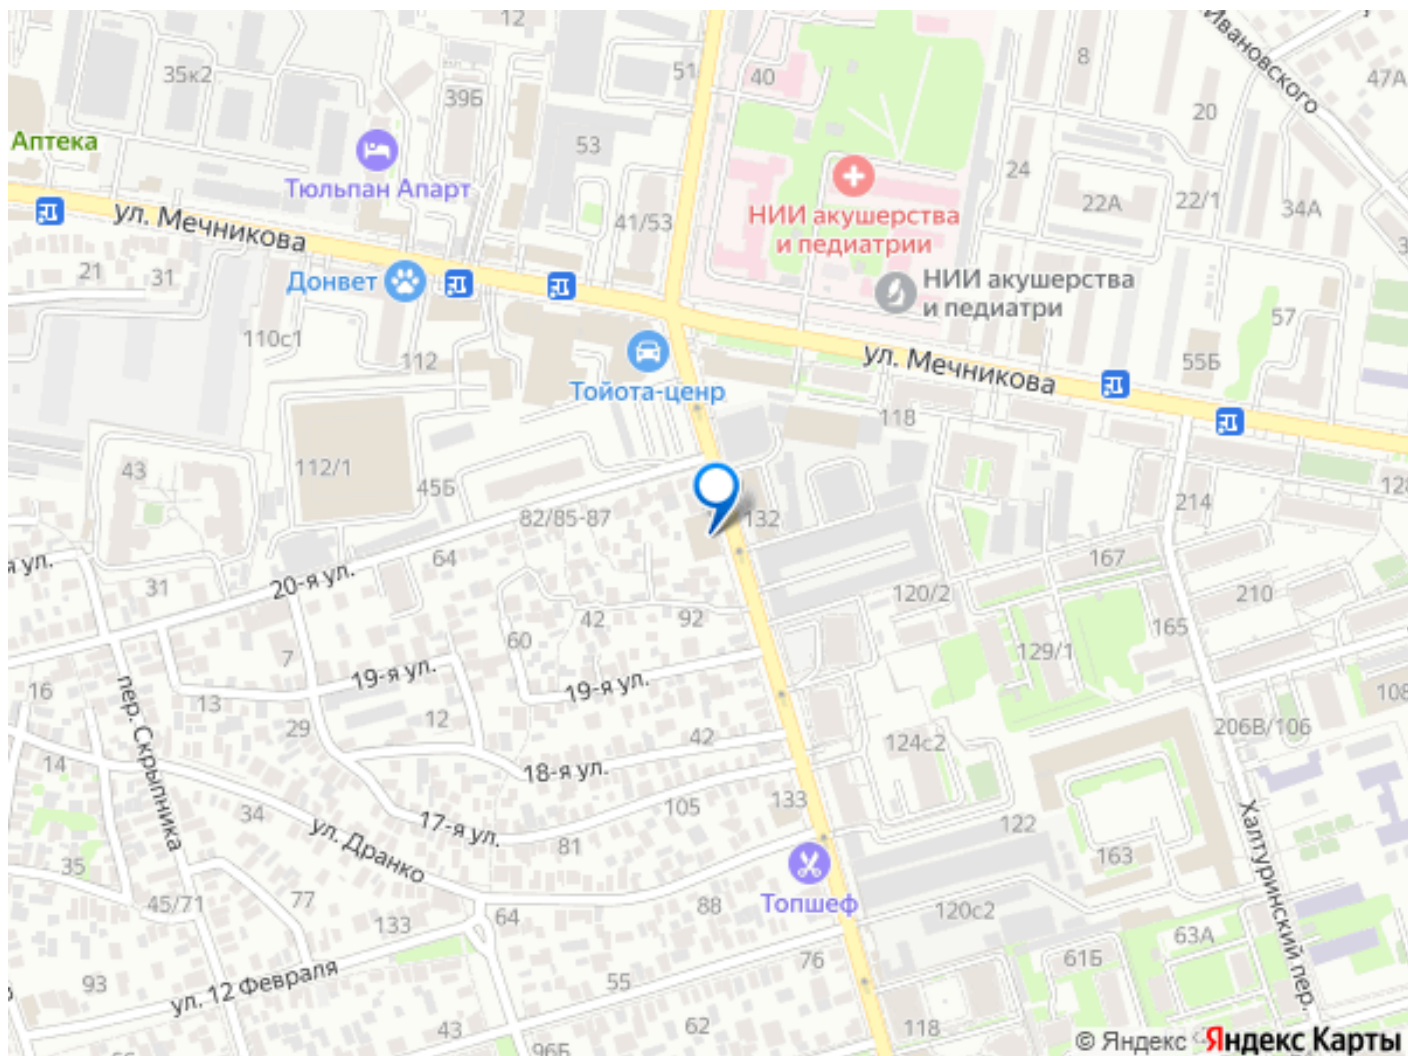 12
Ивановского
35к2
51
40
8
47А
39Б
20
Аптека
53
24
Тюльпан Апарт
22А
22/1
34А
ул. Мечникова
41/53
НИИ акушерства
и педиатрии
21
31
Донвет
НИИ акушерства
и педиатри
57
110с1
112
Тойота-ценр
ул. Мечникова
55Б
118
43
112/1
45Б
214
82/85-87
132
64
167
31
20-я ул.
120/2
210
42
92
60
165
7
129/1
19-я ул.
19-я ул.
16
13
пер. Скрыпника
108
29
12
42
124с2
206В/106
14
18-я ул.
105
133
34
17-я ул.
122
ул. Дранко
81
163
Халтуринский пер.
35
77
Топшеф
45/71
64
88
120с2
133
63А
76
61Б
93
ул. 12 Февраля
55
43
62
118
96Б
© Яндекс Яндекс Карты